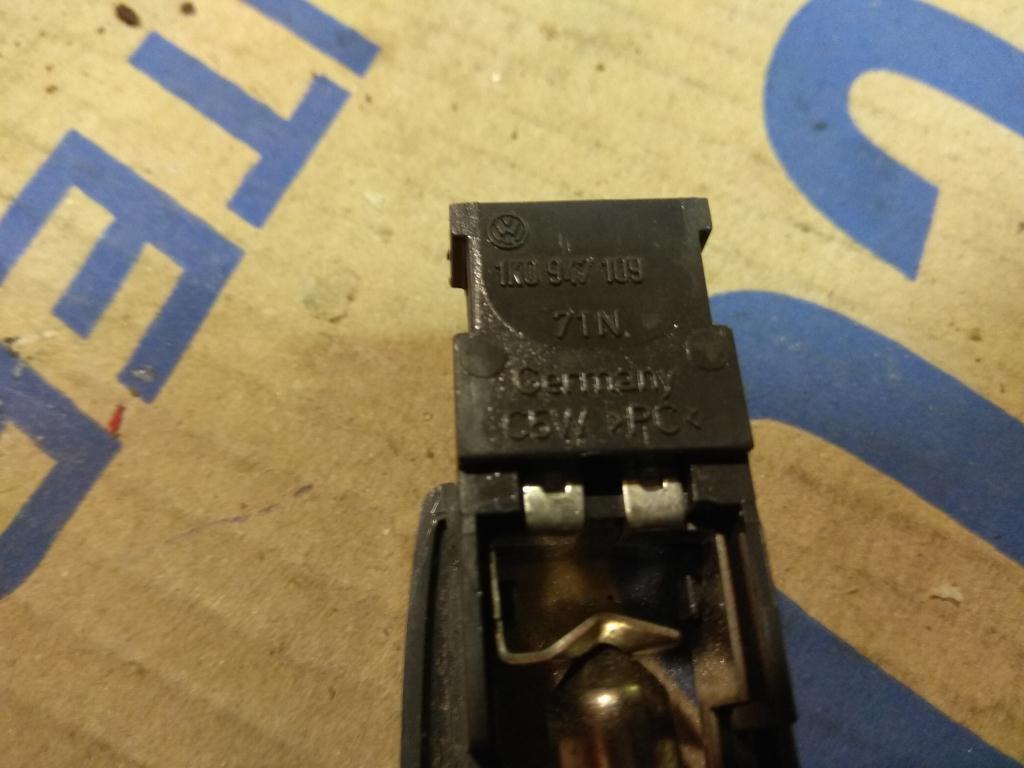 1K0 947 109
71N.
Germany
C5W >PC<